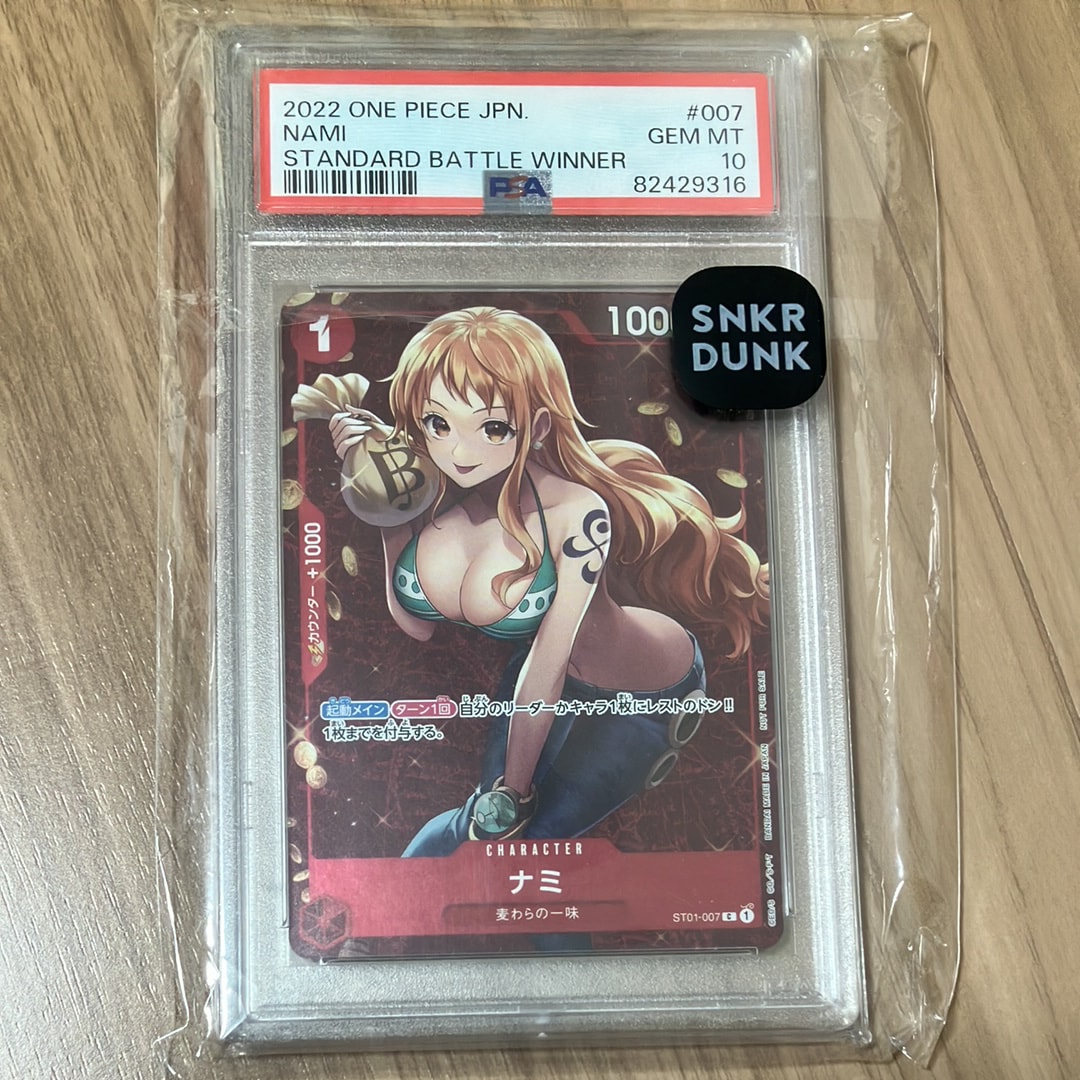 2022 ONE PIECE JPN. #007
NAMI GEM MT
STANDARD BATTLE WINNER 10
PSA 82429316
SNKR
DUNK
1
100
B
カウンター +1000
起動メイン ターン1回 自分のリーダーかキャラ1枚にレストのドン!!
1枚までを付与する。
BANDAI MADE IN JAPAN NOT FOR SALE
CHARACTER
ナミ
麦わらの一味
ST01-007 C 1